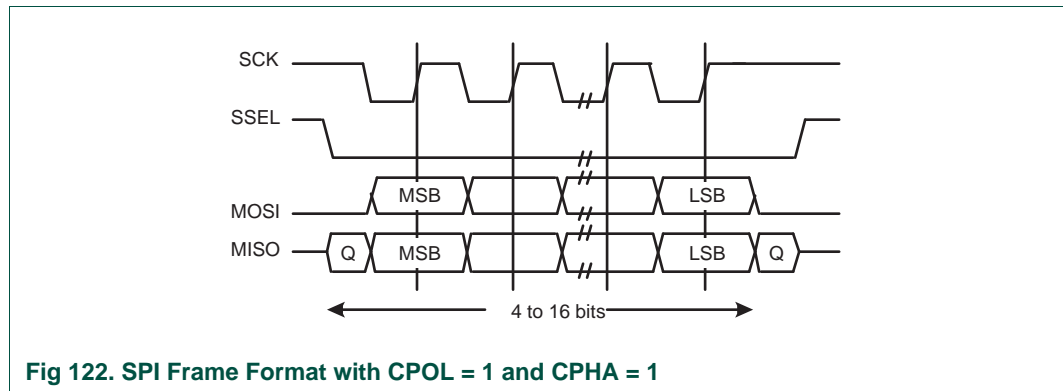 SCK
SSEL
MOSI
MSB
LSB
MISO
Q
MSB
LSB
Q
4 to 16 bits
Fig 122. SPI Frame Format with CPOL = 1 and CPHA = 1